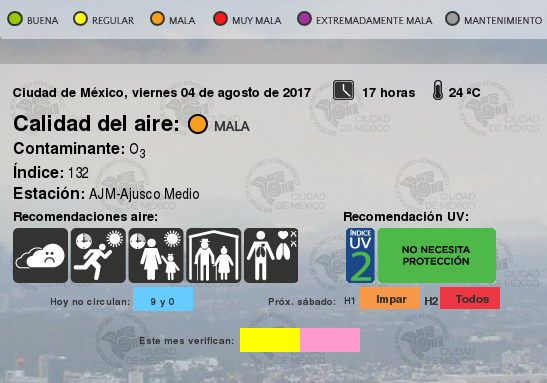 BUENA REGULAR MALA MUY MALA EXTREMADAMENTE MALA MANTENIMIENTO
Ciudad de México, viernes 04 de agosto de 2017 17 horas 24 ºC
Calidad del aire: MALA
Contaminante: O3
Índice: 132
Estación: AJM-Ajusco Medio
Recomendaciones aire:
Recomendación UV:
ÍNDICE
UV
2
NO NECESITA
PROTECCIÓN
Hoy no circulan: 9 y 0
Próx. sábado: H1 Impar H2 Todos
Este mes verifican:
CIUDAD
DE MÉXICO